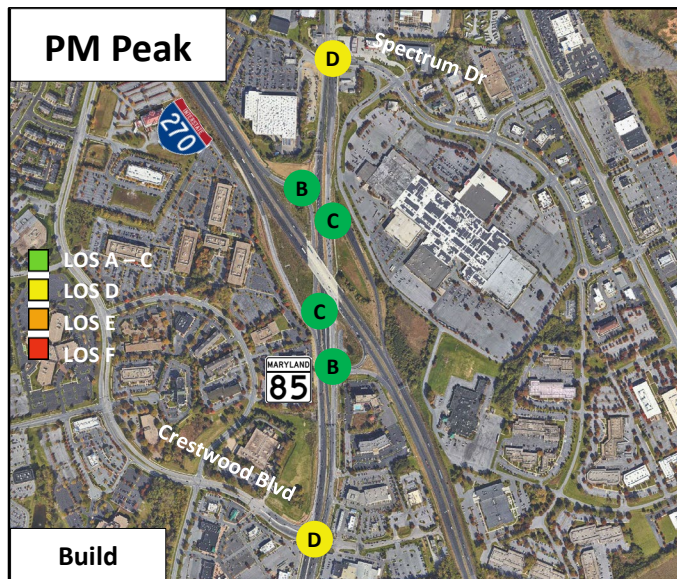 PM Peak
D
Spectrum Dr
INTERSTATE
270
B
C
LOS A – C
LOS D
LOS E
LOS F
C
B
MARYLAND
85
Crestwood Blvd
D
Build